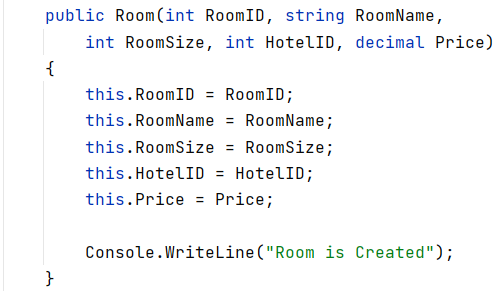 public Room(int RoomID, string RoomName,
    int RoomSize, int HotelID, decimal Price)
{
    this.RoomID = RoomID;
    this.RoomName = RoomName;
    this.RoomSize = RoomSize;
    this.HotelID = HotelID;
    this.Price = Price;

    Console.WriteLine("Room is Created");
}